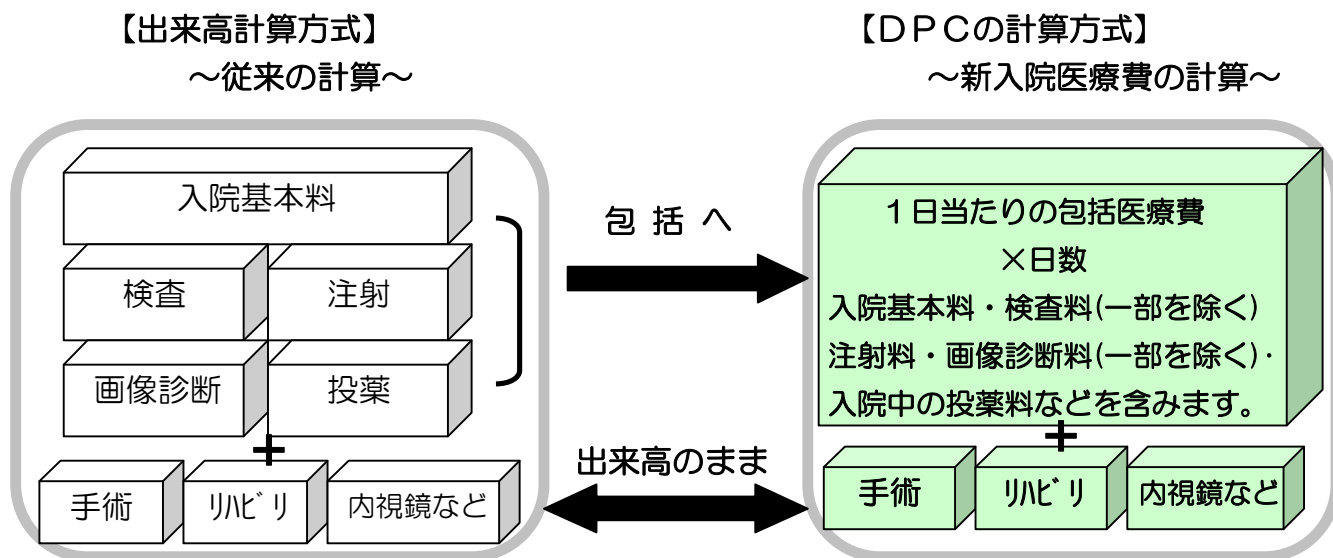 【出来高計算方式】
～従来の計算～
入院基本料
検査
注射
画像診断
投薬
+
手術
ﾘﾊﾋﾞﾘ
内視鏡など
包 括 へ
出来高のまま
【ＤＰＣの計算方式】
～新入院医療費の計算～
１日当たりの包括医療費
×日数
入院基本料・検査料(一部を除く)
注射料・画像診断料(一部を除く)・
入院中の投薬料などを含みます。
+
手術
ﾘﾊﾋﾞﾘ
内視鏡など